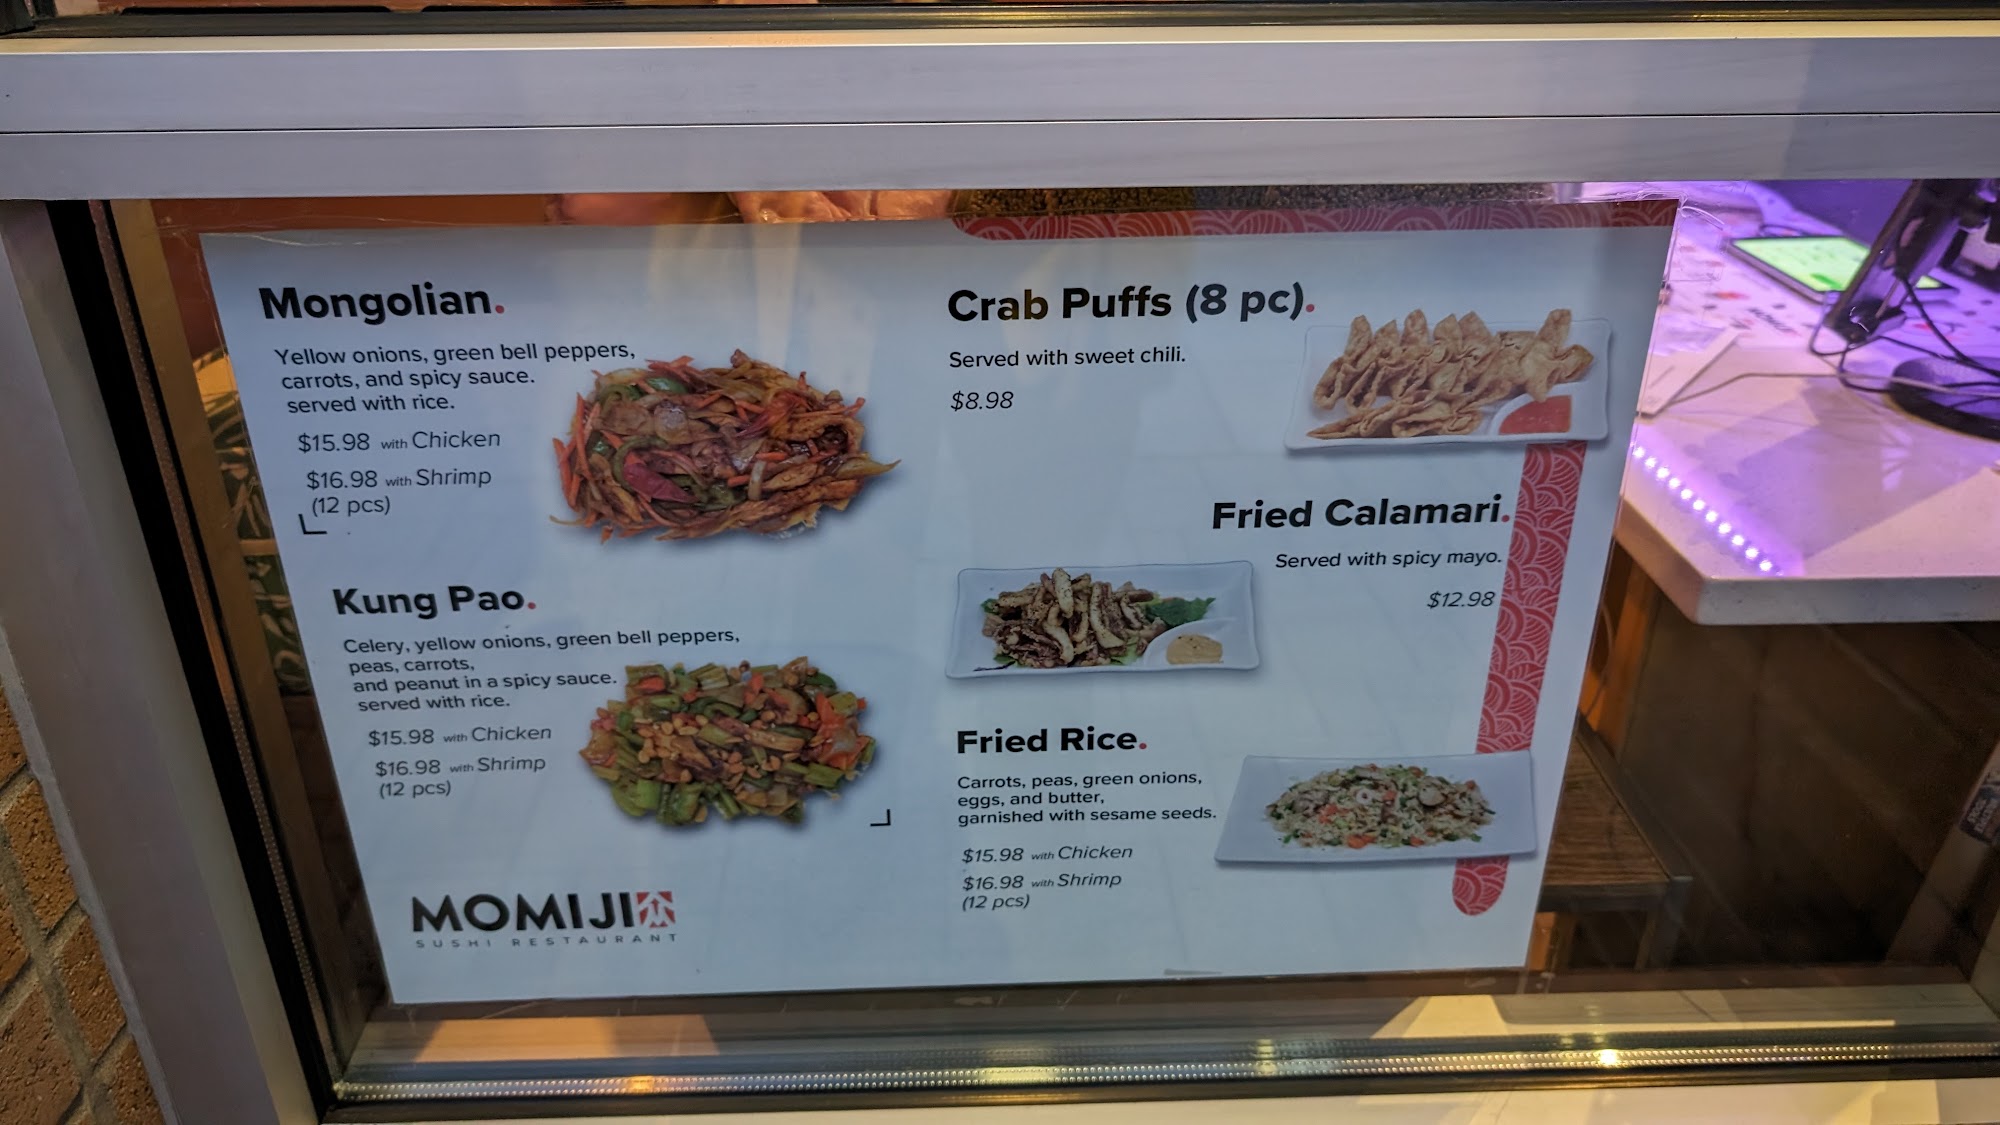 Mongolian.
Yellow onions, green bell peppers,
carrots, and spicy sauce.
served with rice.
$15.98 with Chicken
$16.98 with Shrimp
(12 pcs)
Kung Pao.
Celery, yellow onions, green bell peppers,
peas, carrots,
and peanut in a spicy sauce.
served with rice.
$15.98 with Chicken
$16.98 with Shrimp
(12 pcs)
MOMIJI
SUSHI RESTAURANT
Crab Puffs (8 pc).
Served with sweet chili.
$8.98
Fried Calamari.
Served with spicy mayo.
$12.98
Fried Rice.
Carrots, peas, green onions,
eggs, and butter,
garnished with sesame seeds.
$15.98 with Chicken
$16.98 with Shrimp
(12 pcs)